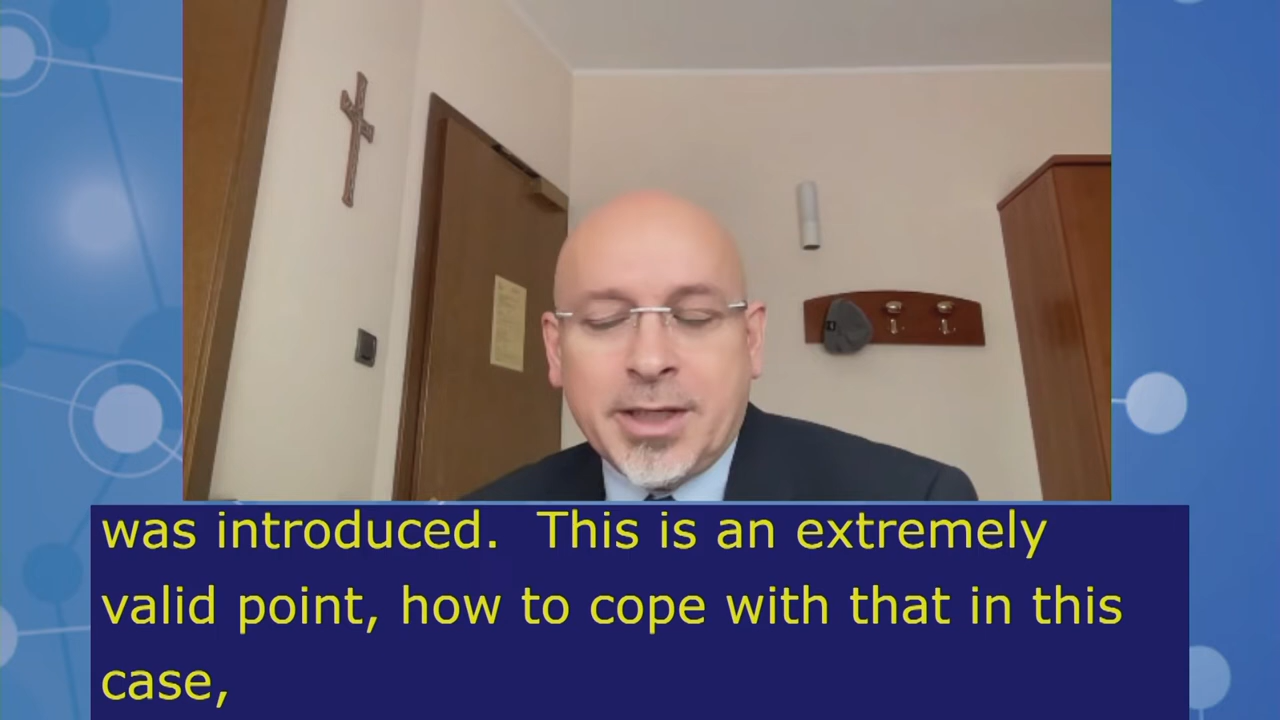 was introduced.  This is an extremely
valid point, how to cope with that in this
case,